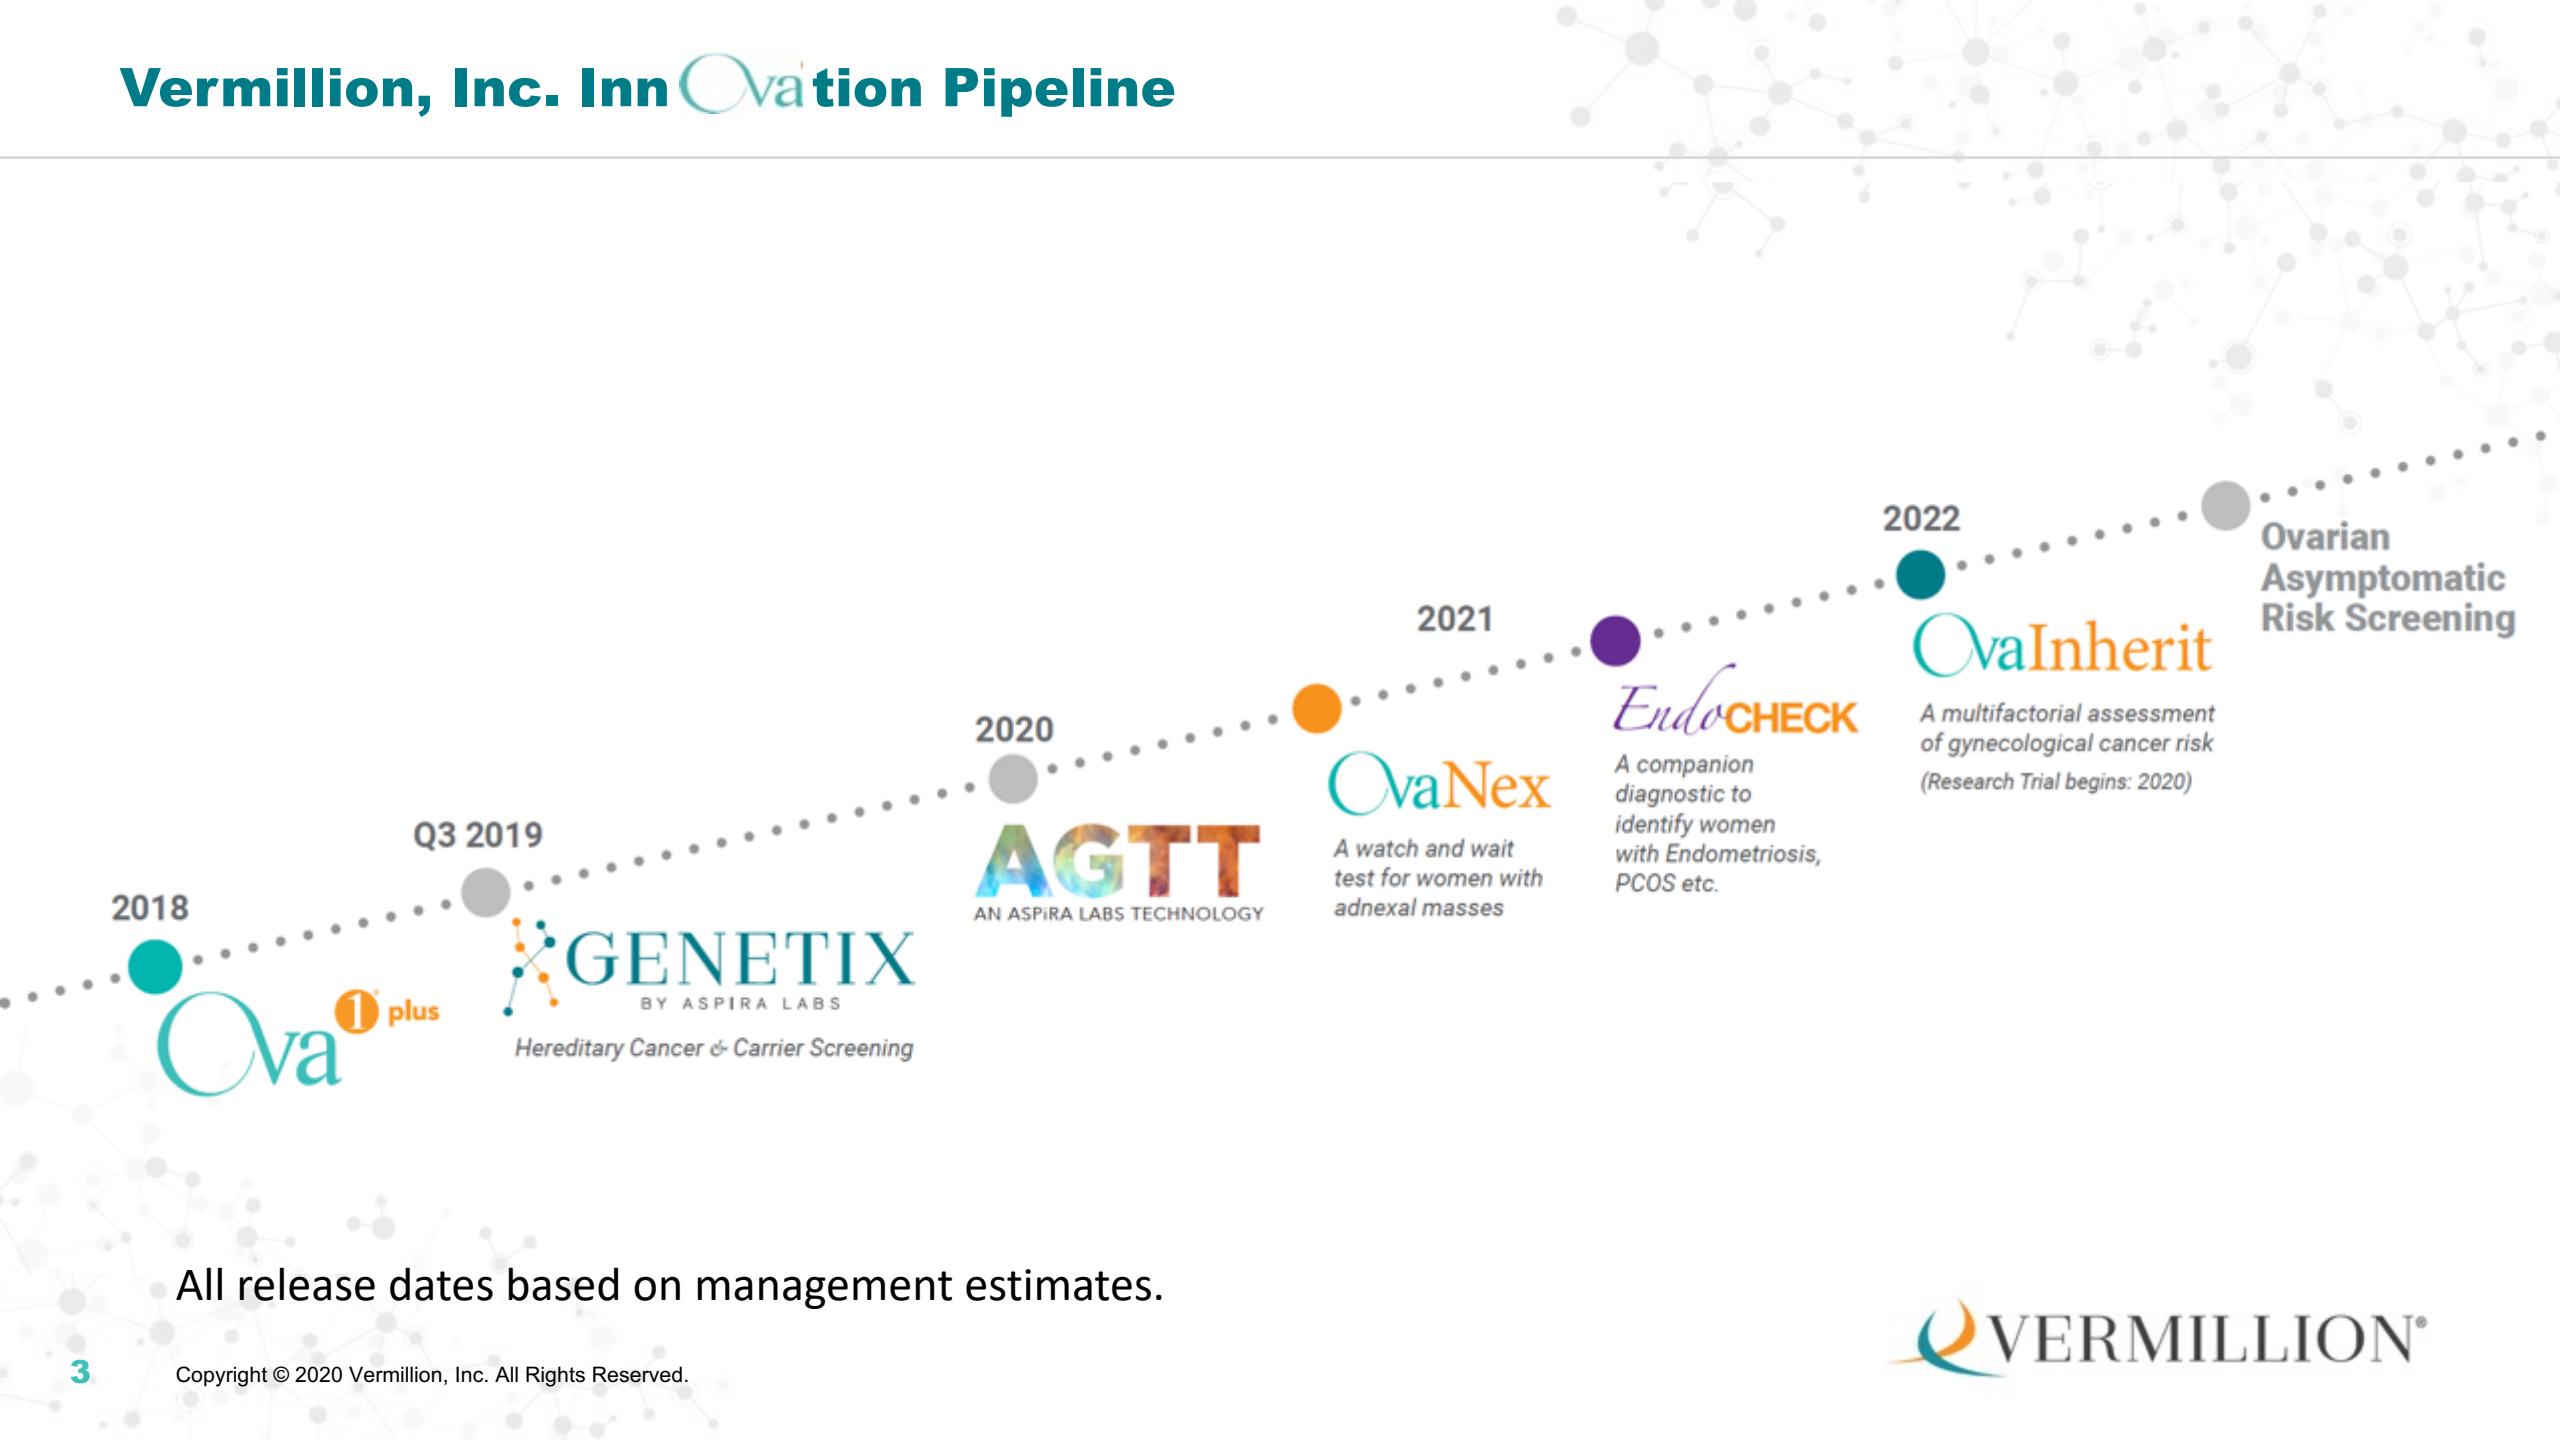 Vermillion, Inc. InnOvation Pipeline
2018
Ova1® plus
Q3 2019
GENETIX
BY ASPIRA LABS
Hereditary Cancer & Carrier Screening
2020
AGTT
AN ASPiRA LABS TECHNOLOGY
OvaNex
A watch and wait
test for women with
adnexal masses
2021
EndoCHECK
A companion
diagnostic to
identify women
with Endometriosis,
PCOS etc.
2022
OvaInherit
A multifactorial assessment
of gynecological cancer risk
(Research Trial begins: 2020)
Ovarian
Asymptomatic
Risk Screening
All release dates based on management estimates.
3
Copyright © 2020 Vermillion, Inc. All Rights Reserved.
VERMILLION®